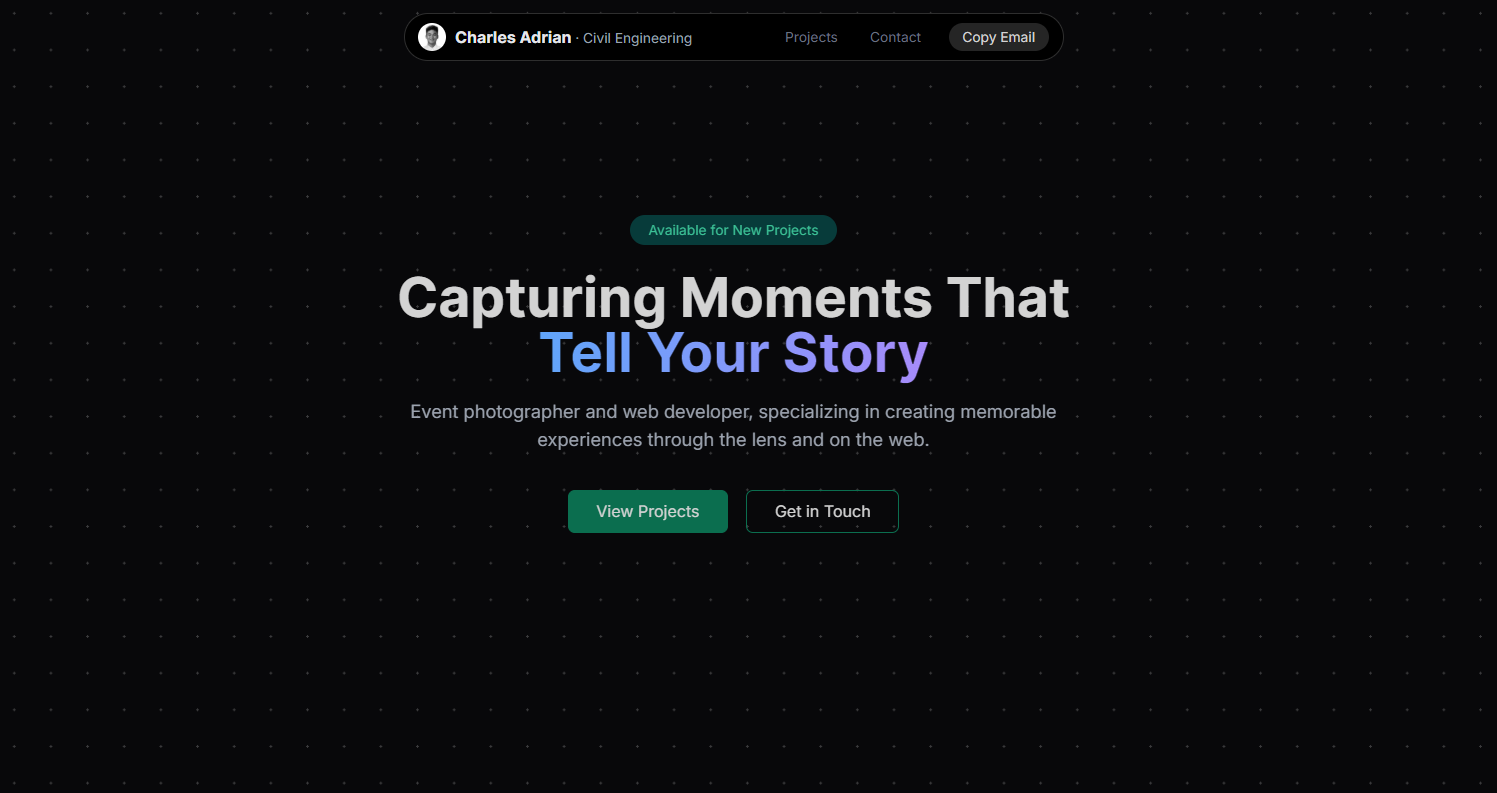 Charles Adrian · Civil Engineering
Projects
Contact
Copy Email
Available for New Projects
Capturing Moments That
Tell Your Story
Event photographer and web developer, specializing in creating memorable
experiences through the lens and on the web.
View Projects
Get in Touch